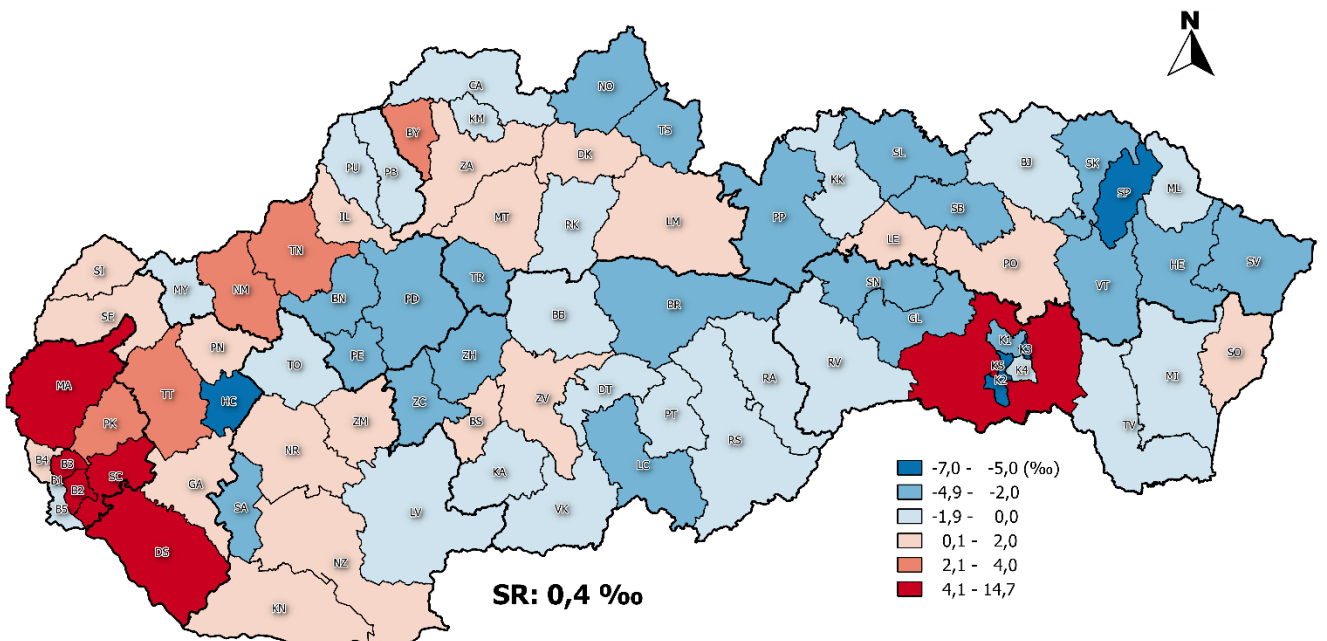 N
CA
NO
KM
TS
BY
PU
PB
ZA
DK
SL
BJ
SK
KK
SP
ML
IL
MT
RK
LM
PP
SB
LE
PO
TN
HE
SV
SI
MY
NM
BN
PD
TR
SN
VT
SE
PN
TO
PE
ZH
BB
BR
GL
MA
TT
HC
ZC
ZM
BS
ZV
DT
PT
RA
RV
K1
K3
KS
K4
K2
SO
MI
TV
PK
B4
B3
B1
B2
B5
SC
GA
NR
SA
LV
KA
VK
LC
RS
DS
KN
NZ
-7,0 - -5,0 (‰)
-4,9 - -2,0
-1,9 - 0,0
0,1 - 2,0
2,1 - 4,0
4,1 - 14,7
SR: 0,4 ‰